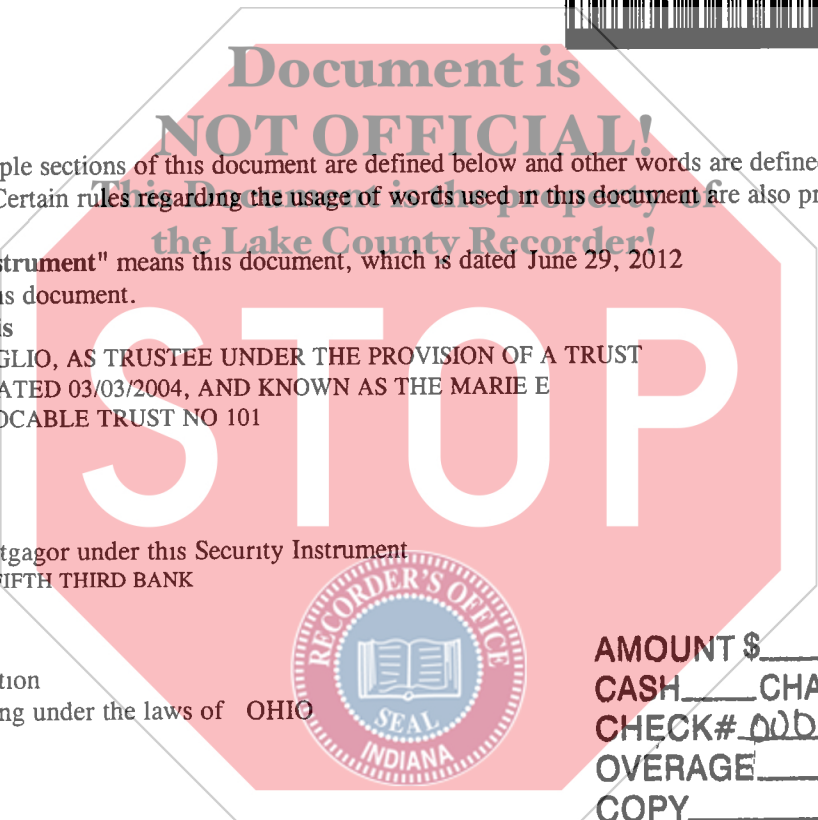 Document is
NOT OFFICIAL!
ple sections of this document are defined below and other words are define
This Document is the property of
Certain rules regarding the usage of words used in this document are also pr
the Lake County Recorder!
strument" means this document, which is dated June 29, 2012
is document.
is
GLIO, AS TRUSTEE UNDER THE PROVISION OF A TRUST
ATED 03/03/2004, AND KNOWN AS THE MARIE E
OCABLE TRUST NO 101
STOP
tgagor under this Security Instrument
FIFTH THIRD BANK
RECORDER'S OFFICE
SEAL
INDIANA
tion
ng under the laws of OHIO
AMOUNT $
CASH CHA
CHECK# 000
OVERAGE
COPY